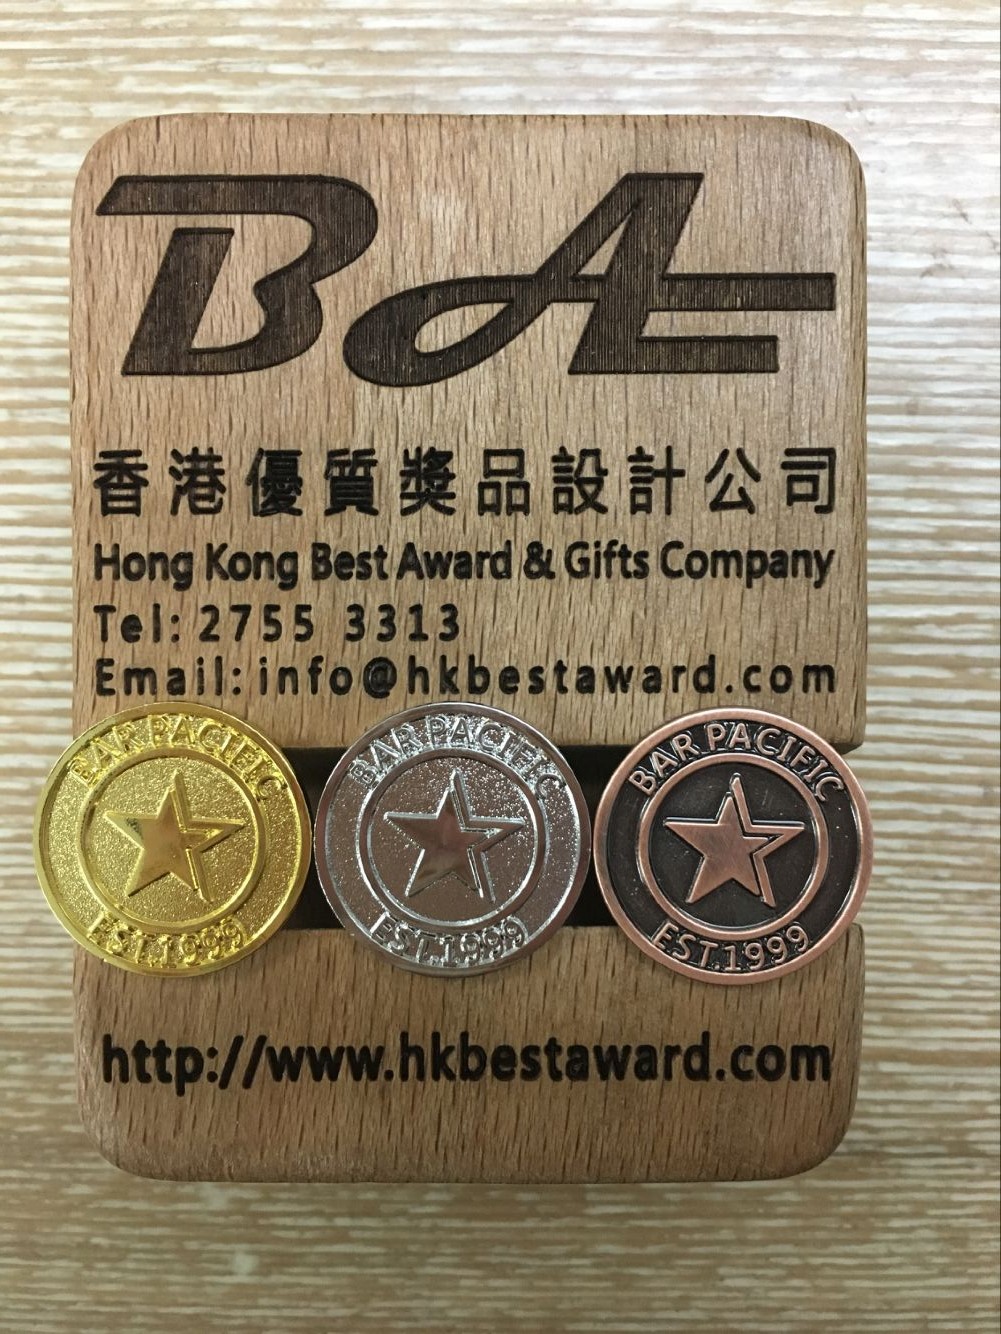 BA
香港優質獎品設計公司
Hong Kong Best Award & Gifts Company
Tel: 2755 3313
Email: info@hkbestaward.com
BAR PACIFIC
EST.1999
BAR PACIFIC
EST.1999
BAR PACIFIC
EST.1999
http://www.hkbestaward.com